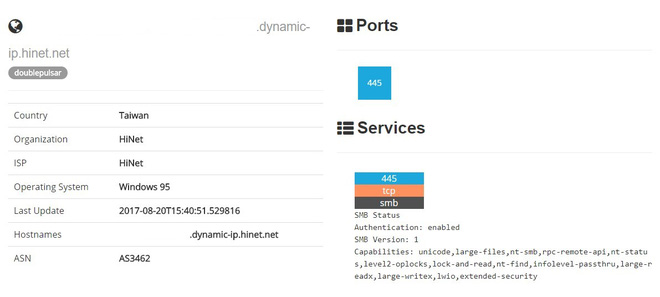 .dynamic-
ip.hinet.net
doublepulsar
Country Taiwan
Organization HiNet
ISP HiNet
Operating System Windows 95
Last Update 2017-08-20T15:40:51.529816
Hostnames .dynamic-ip.hinet.net
ASN AS3462
Ports
445
Services
445
tcp
smb
SMB Status
Authentication: enabled
SMB Version: 1
Capabilities: unicode,large-files,nt-smb,rpc-remote-api,nt-statu
s,level2-oplocks,lock-and-read,nt-find,infolevel-passthru,large-r
eadx,large-writex,lwio,extended-security